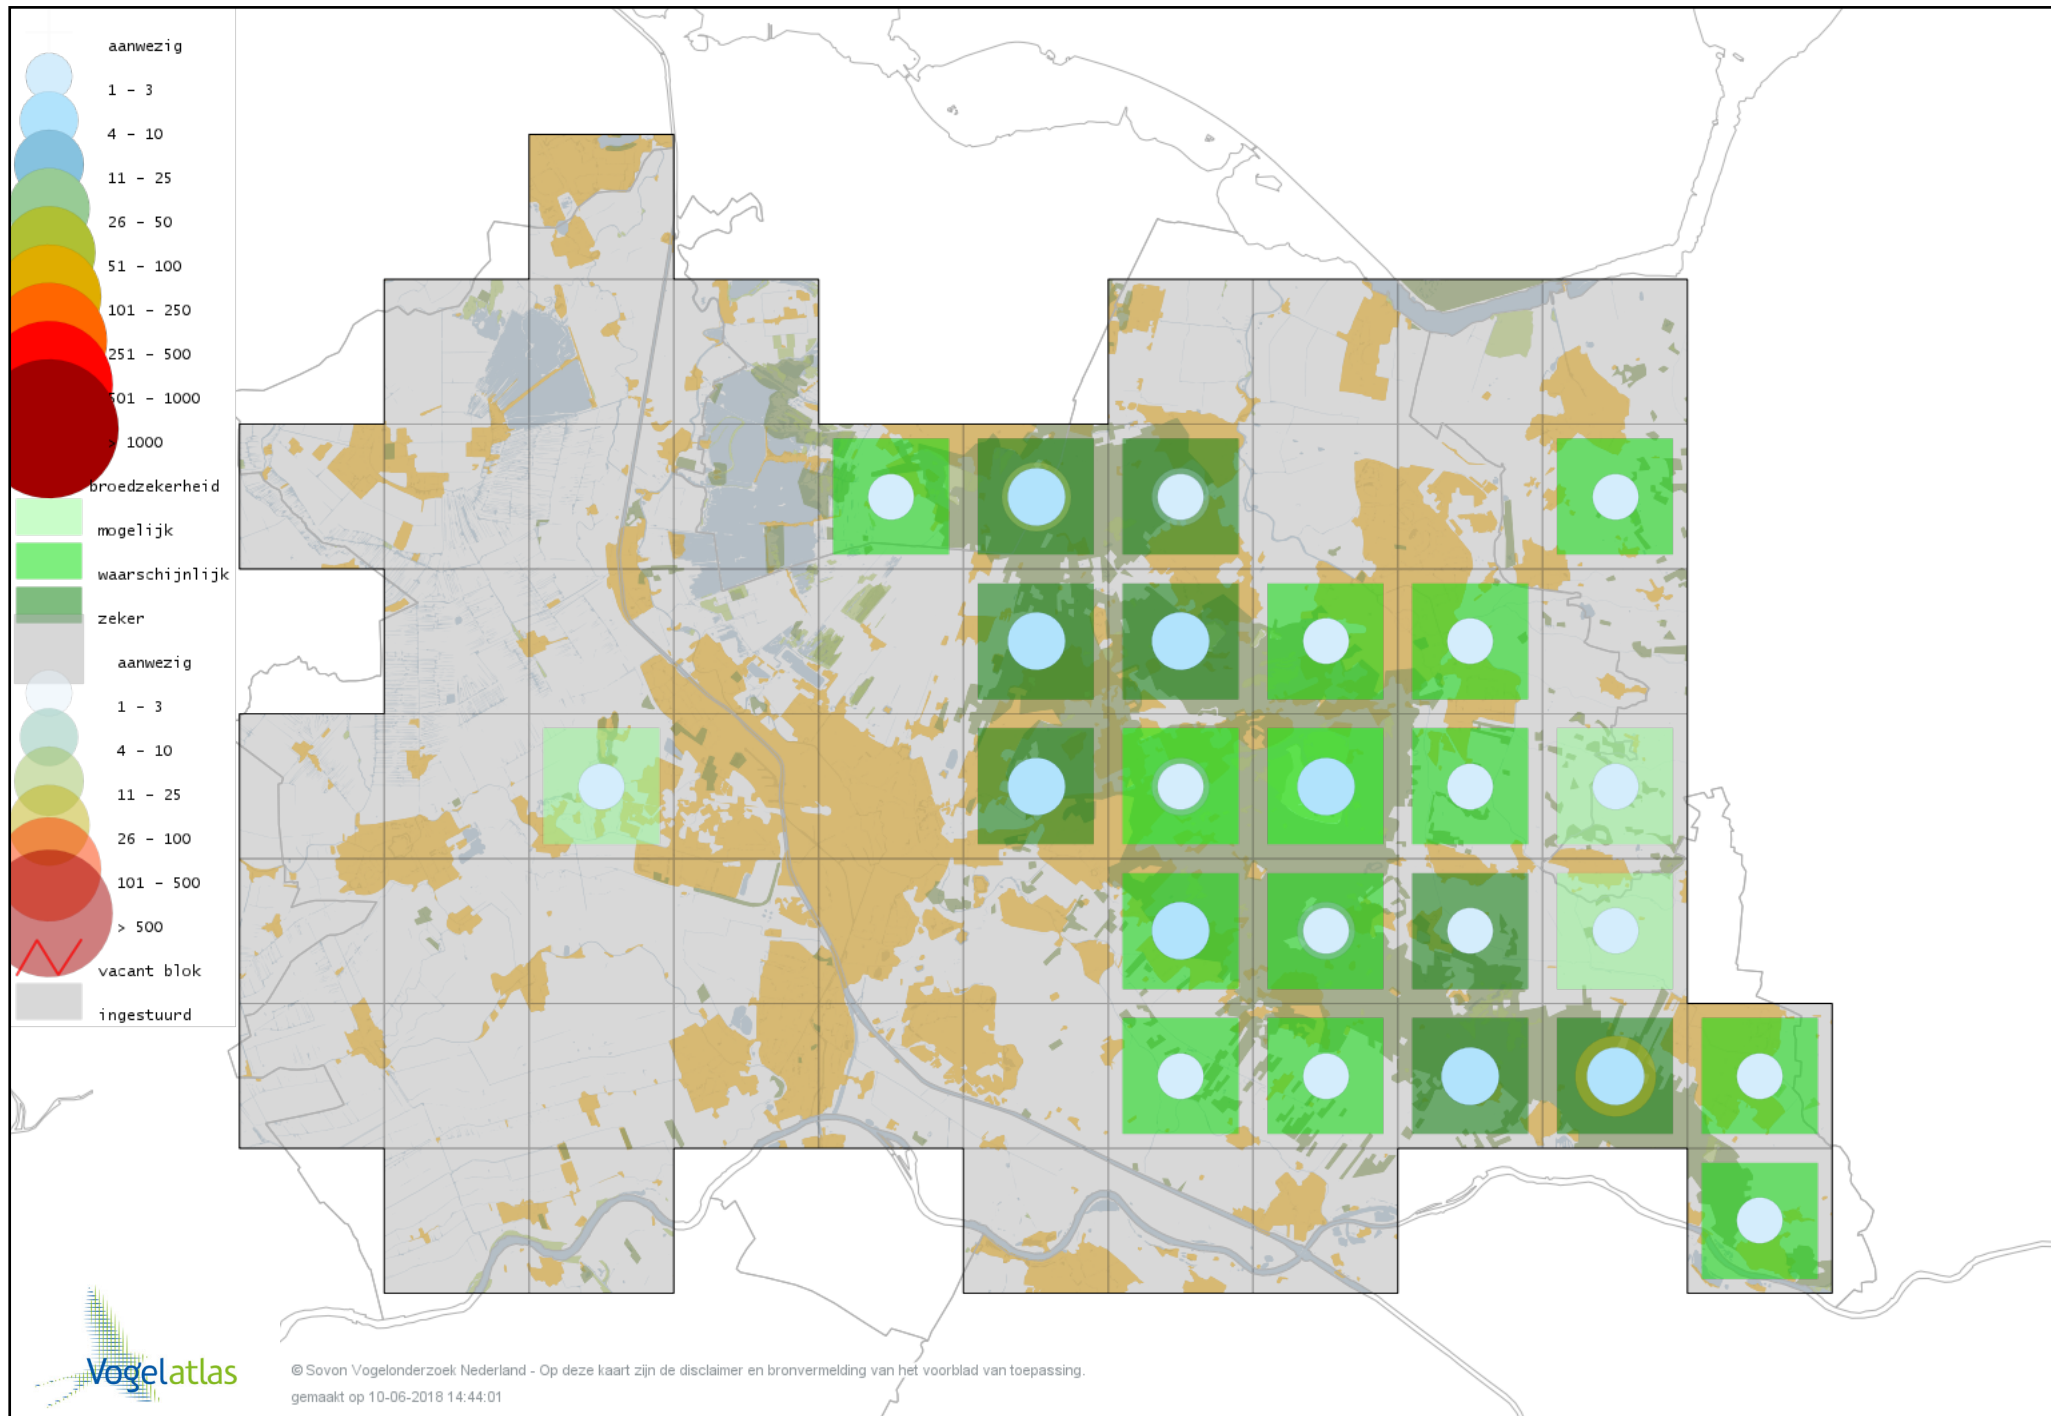 aanwezig
1 - 3
4 - 10
11 - 25
26 - 50
51 - 100
101 - 250
251 - 500
501 - 1000
> 1000
broedzekerheid
mogelijk
waarschijnlijk
zeker
aanwezig
1 - 3
4 - 10
11 - 25
26 - 100
101 - 500
> 500
vacant blok
ingestuurd
Vogelatlas
© Sovon Vogelonderzoek Nederland - Op deze kaart zijn de disclaimer en bronvermelding van het voorblad van toepassing.
gemaakt op 10-06-2018 14:44:01